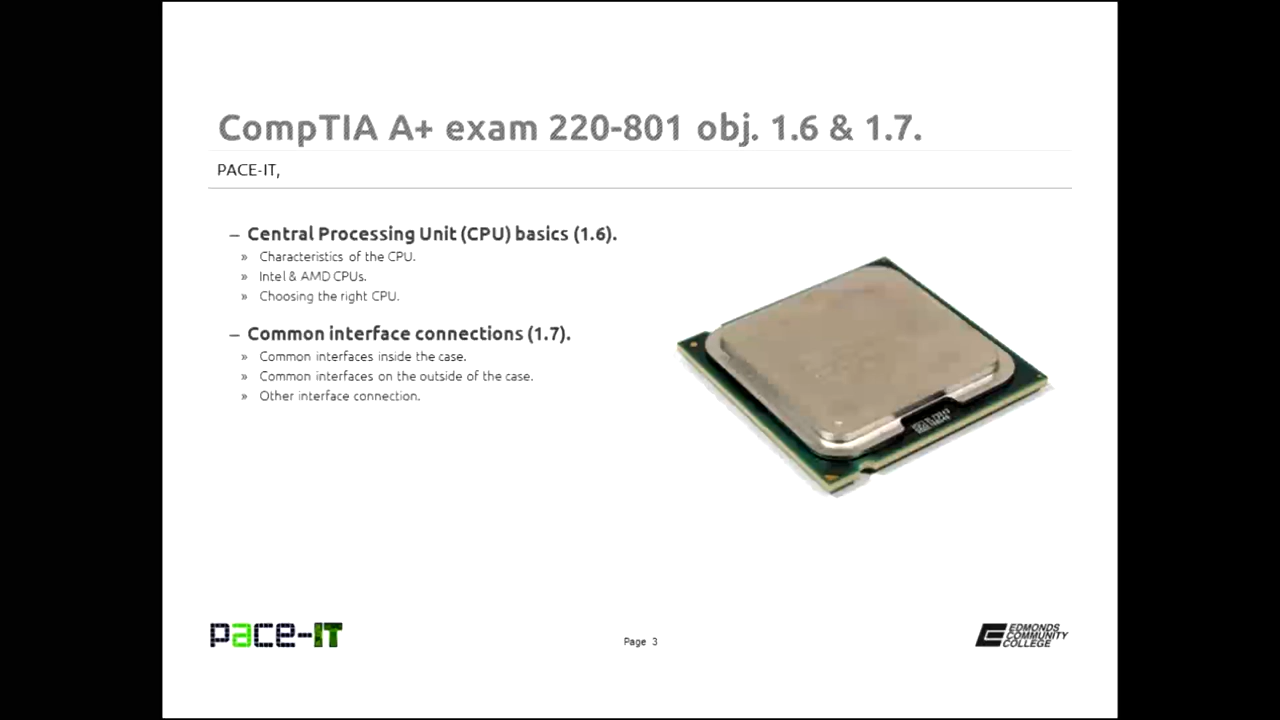 CompTIA A+ exam 220-801 obj. 1.6 & 1.7.
PACE-IT,
– Central Processing Unit (CPU) basics (1.6).
» Characteristics of the CPU.
» Intel & AMD CPUs.
» Choosing the right CPU.
– Common interface connections (1.7).
» Common interfaces inside the case.
» Common interfaces on the outside of the case.
» Other interface connection.
pace-IT
Page 3
EDMONDS
COMMUNITY
COLLEGE